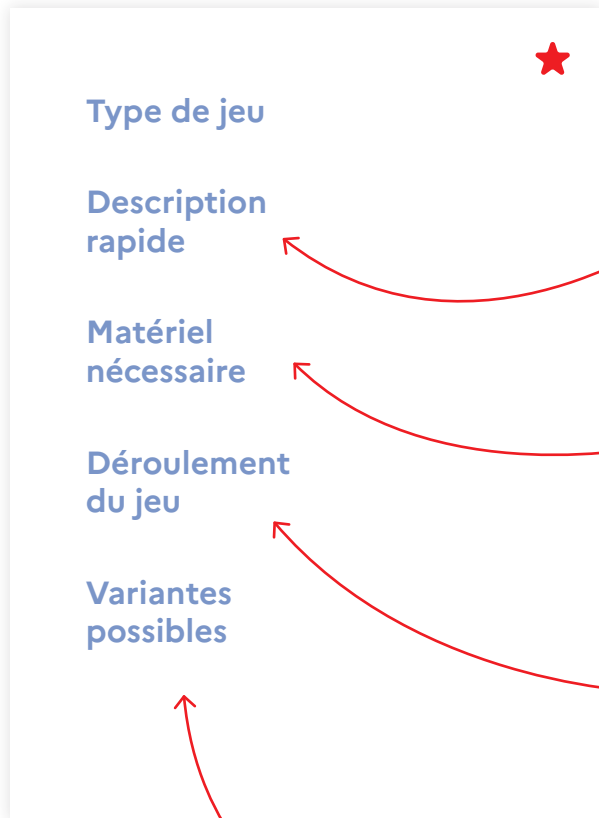 Type de jeu
Description
rapide
Matériel
nécessaire
Déroulement
du jeu
Variantes
possibles